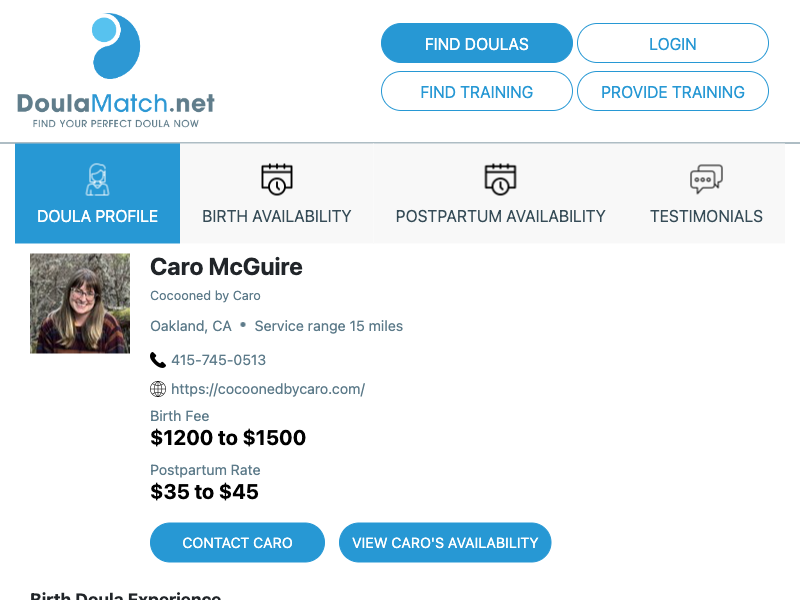 DoulaMatch.net
FIND YOUR PERFECT DOULA NOW
FIND DOULAS
LOGIN
FIND TRAINING
PROVIDE TRAINING
DOULA PROFILE
BIRTH AVAILABILITY
POSTPARTUM AVAILABILITY
TESTIMONIALS
Caro McGuire
Cocooned by Caro
Oakland, CA • Service range 15 miles
415-745-0513
https://cocoonedbycaro.com/
Birth Fee
$1200 to $1500
Postpartum Rate
$35 to $45
CONTACT CARO
VIEW CARO'S AVAILABILITY
Birth Doula Experience